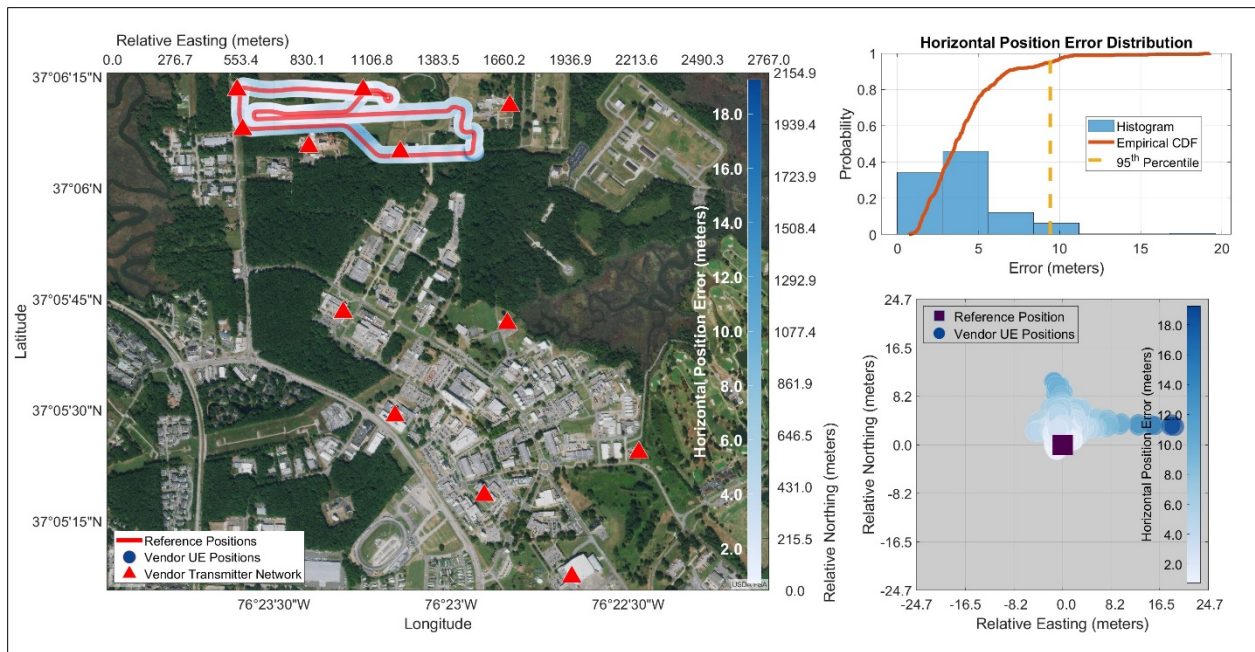 Relative Easting (meters)
0.0 276.7 553.4 830.1 1106.8 1383.5 1660.2 1936.9 2213.6 2490.3 2767.0
37°06'15"N
37°06'N
37°05'45"N
37°05'30"N
37°05'15"N
Latitude
76°23'30"W 76°23'W 76°22'30"W
Longitude
Reference Positions
Vendor UE Positions
Vendor Transmitter Network
Horizontal Position Error (meters)
18.0
16.0
14.0
12.0
10.0
8.0
6.0
4.0
2.0
2154.9
1939.4
1723.9
1508.4
1292.9
1077.4
861.9
646.5
431.0
215.5
0.0
Relative Northing (meters)
Horizontal Position Error Distribution
1
0.8
0.6
0.4
0.2
0
Probability
0 5 10 15 20
Error (meters)
Histogram
Empirical CDF
95th Percentile
24.7
16.5
8.2
0.0
-8.2
-16.5
-24.7
Relative Northing (meters)
-24.7 -16.5 -8.2 0.0 8.2 16.5 24.7
Relative Easting (meters)
Reference Position
Vendor UE Positions
Horizontal Position Error (meters)
18.0
16.0
14.0
12.0
10.0
8.0
6.0
4.0
2.0